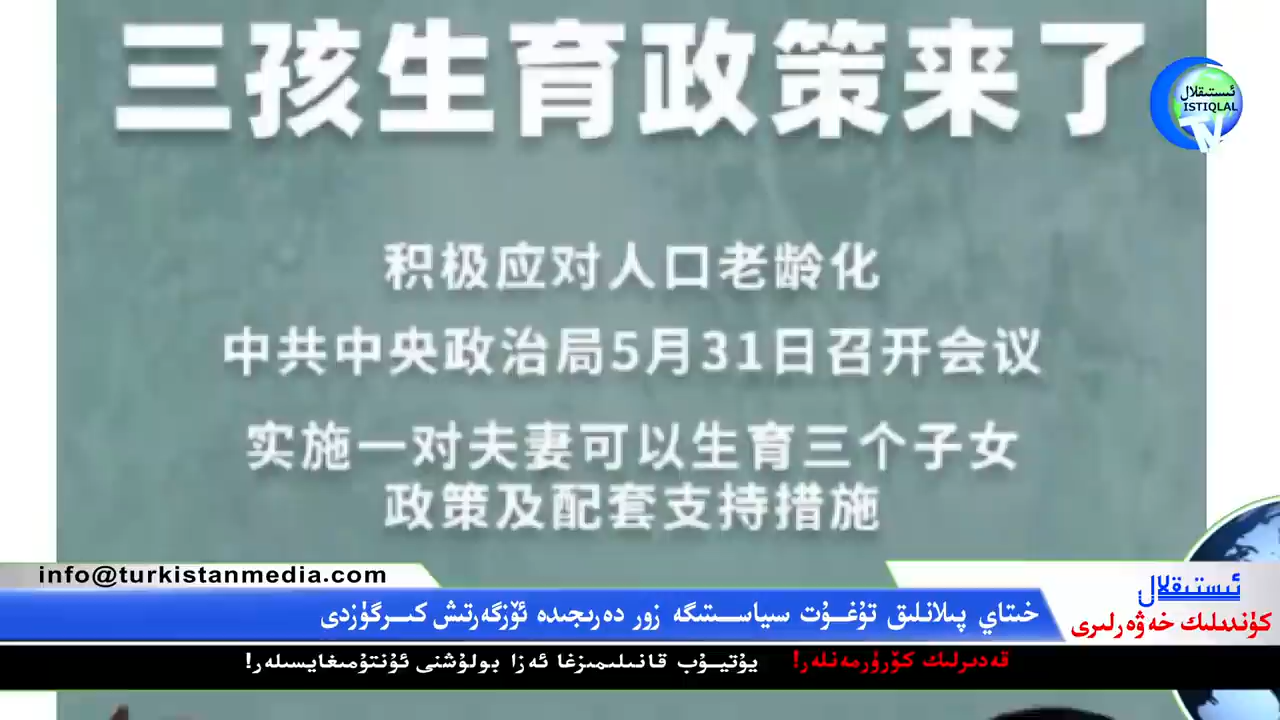 三孩生育政策来了
ئىستىقلال
ISTIQLAL
TV
积极应对人口老龄化
中共中央政治局5月31日召开会议
实施一对夫妻可以生育三个子女
政策及配套支持措施
info@turkistanmedia.com
ئىستىقلال
كۈندىلىك خەۋەرلىرى
خىتاي پىلانلىق تۇغۇت سىياسىتىگە زور دەرىجىدە ئۆزگەرتىش كىرگۈزدى
قەدىرلىك كۆرۈرمەنلەر! يۇتيۇب قانىلىمىزغا ئەزا بولۇشنى ئۇنتۇمىغايسىلەر!